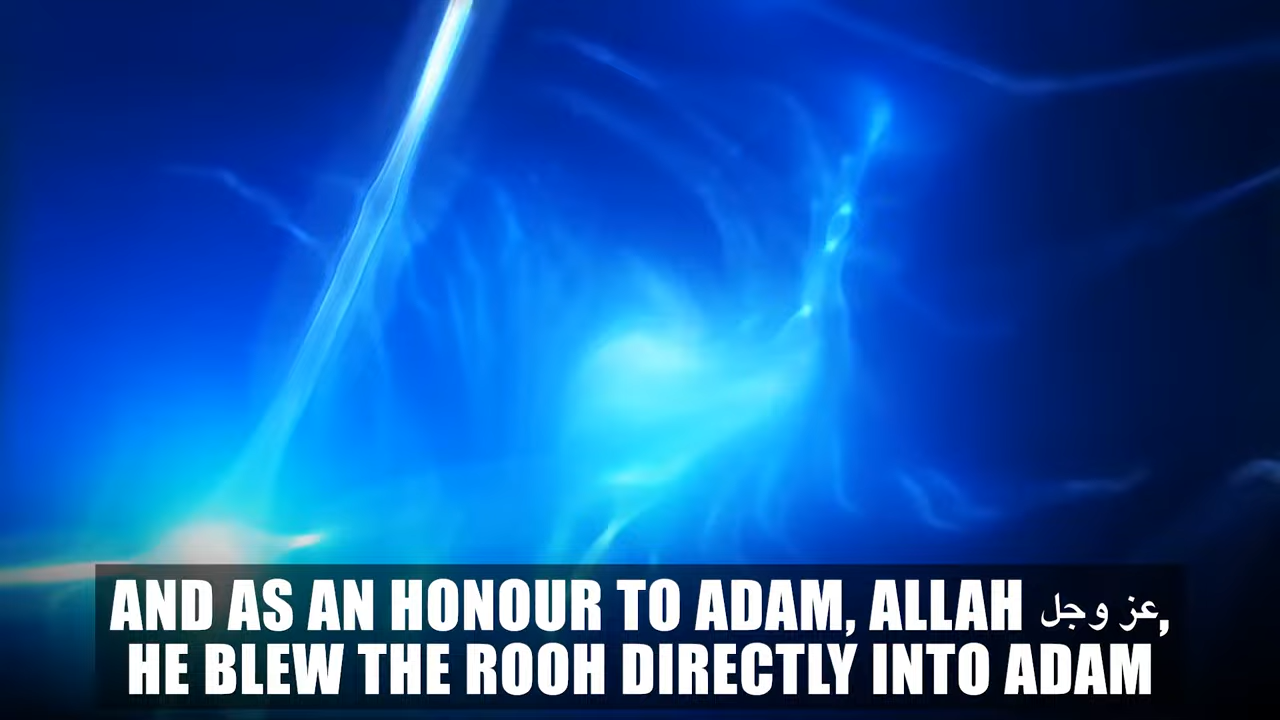 AND AS AN HONOUR TO ADAM, ALLAH عز وجل,
HE BLEW THE ROOH DIRECTLY INTO ADAM